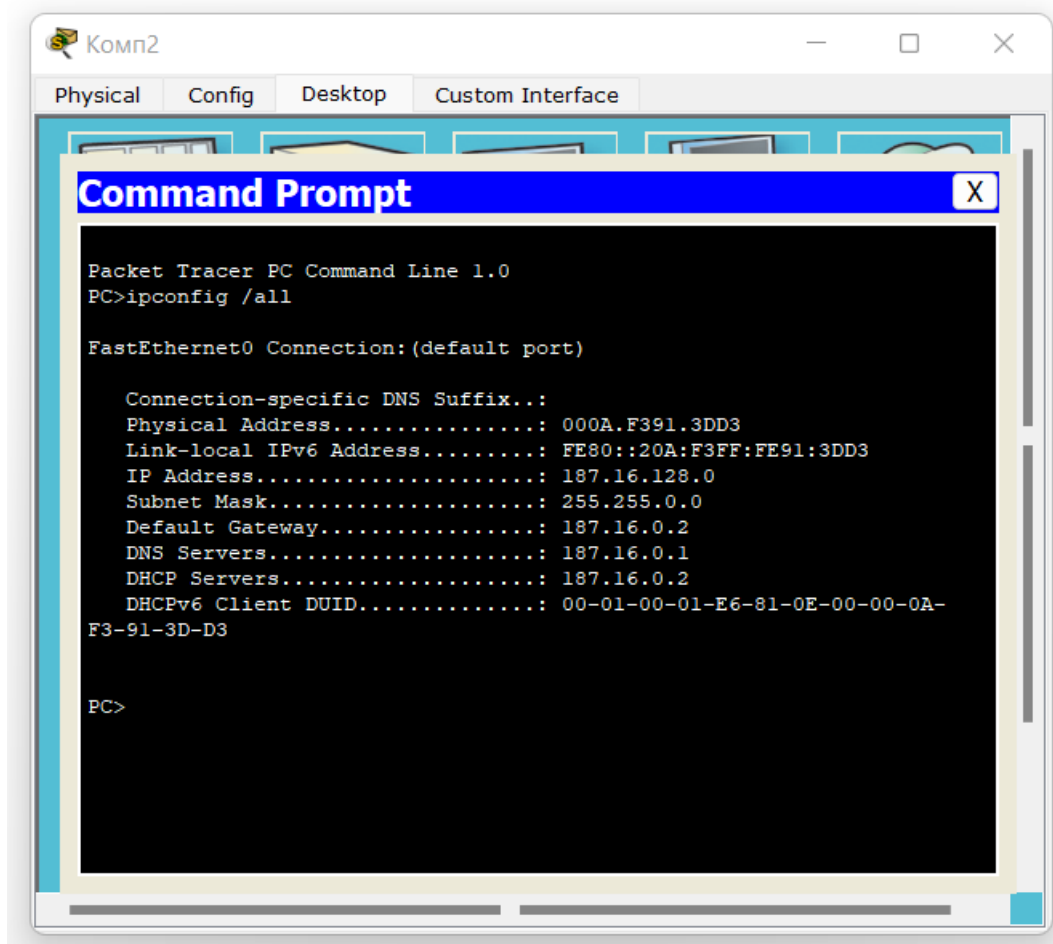 Комп2
Physical Config Desktop Custom Interface
Command Prompt X
Packet Tracer PC Command Line 1.0
PC>ipconfig /all
FastEthernet0 Connection:(default port)
Connection-specific DNS Suffix..:
Physical Address................: 000A.F391.3DD3
Link-local IPv6 Address.........: FE80::20A:F3FF:FE91:3DD3
IP Address......................: 187.16.128.0
Subnet Mask.....................: 255.255.0.0
Default Gateway.................: 187.16.0.2
DNS Servers.....................: 187.16.0.1
DHCP Servers....................: 187.16.0.2
DHCPv6 Client DUID..............: 00-01-00-01-E6-81-0E-00-00-0A-
F3-91-3D-D3
PC>